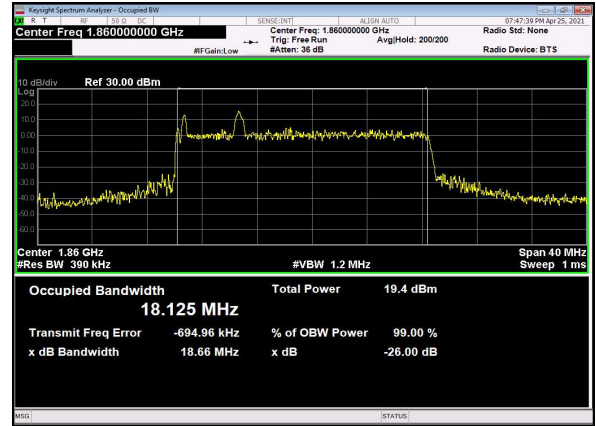 Keysight Spectrum Analyzer - Occupied BW
R T RF 50 Ω DC SENSE:INT ALIGN AUTO 07:47:39 PM Apr 25, 2021
Center Freq 1.860000000 GHz Center Freq: 1.860000000 GHz Radio Std: None
Trig: Free Run Avg|Hold: 200/200
#IFGain:Low #Atten: 36 dB Radio Device: BTS
10 dB/div Ref 30.00 dBm
Log
20.0
10.0
0.00
-10.0
-20.0
-30.0
-40.0
-50.0
-60.0
Center 1.86 GHz Span 40 MHz
#Res BW 390 kHz #VBW 1.2 MHz Sweep 1 ms
Occupied Bandwidth Total Power 19.4 dBm
18.125 MHz
Transmit Freq Error -694.96 kHz % of OBW Power 99.00 %
x dB Bandwidth 18.66 MHz x dB -26.00 dB
MSG STATUS